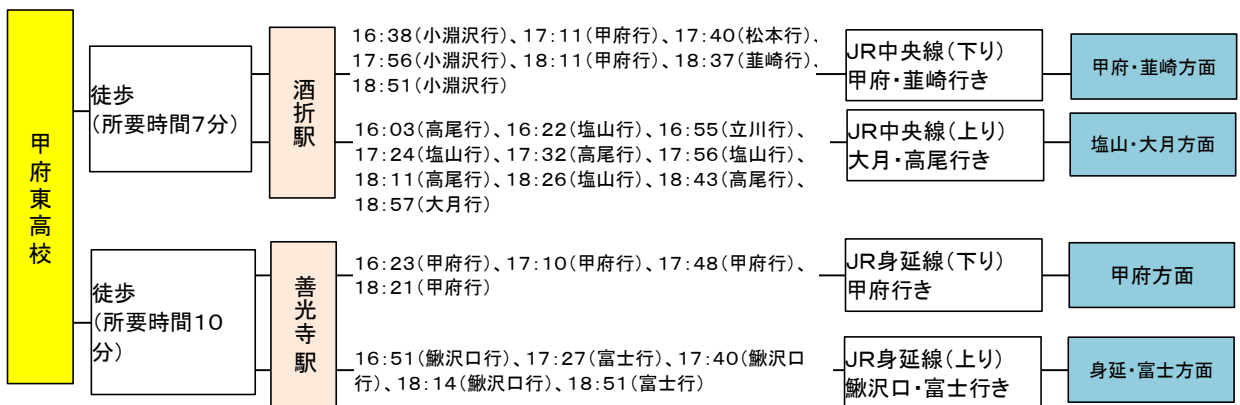 甲府東高校
徒歩
(所要時間7分)
酒折駅
16:38(小淵沢行)、17:11(甲府行)、17:40(松本行)、
17:56(小淵沢行)、18:11(甲府行)、18:37(韮崎行)、
18:51(小淵沢行)
JR中央線(下り)
甲府・韮崎行き
甲府・韮崎方面
16:03(高尾行)、16:22(塩山行)、16:55(立川行)、
17:24(塩山行)、17:32(高尾行)、17:56(塩山行)、
18:11(高尾行)、18:26(塩山行)、18:43(高尾行)、
18:57(大月行)
JR中央線(上り)
大月・高尾行き
塩山・大月方面
徒歩
(所要時間10
分)
善光寺駅
16:23(甲府行)、17:10(甲府行)、17:48(甲府行)、
18:21(甲府行)
JR身延線(下り)
甲府行き
甲府方面
16:51(鰍沢口行)、17:27(富士行)、17:40(鰍沢口
行)、18:14(鰍沢口行)、18:51(富士行)
JR身延線(上り)
鰍沢口・富士行き
身延・富士方面